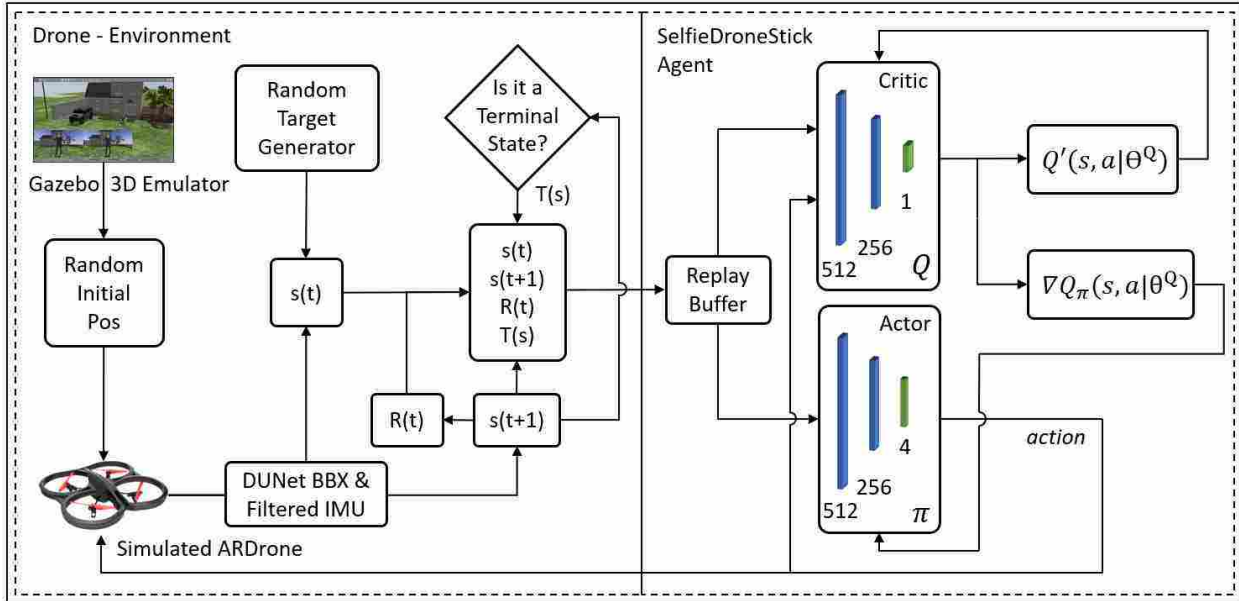 Drone - Environment
Gazebo 3D Emulator
Random
Initial
Pos
Simulated ARDrone
Random
Target
Generator
s(t)
DUNet BBX &
Filtered IMU
Is it a
Terminal
State?
T(s)
s(t)
s(t+1)
R(t)
T(s)
R(t)
s(t+1)
SelfieDroneStick
Agent
Replay
Buffer
Critic
512
256
1
Q
Actor
512
256
4
π
Q′(s, a|Θ^Q)
∇Q_π(s, a|θ^Q)
action